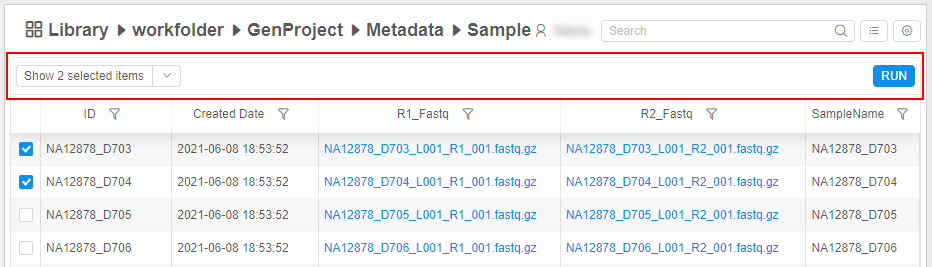 Library workfolder GenProject Metadata Sample Search
Show 2 selected items RUN
ID Created Date R1_Fastq R2_Fastq SampleName
NA12878_D703 2021-06-08 18:53:52 NA12878_D703_L001_R1_001.fastq.gz NA12878_D703_L001_R2_001.fastq.gz NA12878_D703
NA12878_D704 2021-06-08 18:53:52 NA12878_D704_L001_R1_001.fastq.gz NA12878_D704_L001_R2_001.fastq.gz NA12878_D704
NA12878_D705 2021-06-08 18:53:52 NA12878_D705_L001_R1_001.fastq.gz NA12878_D705_L001_R2_001.fastq.gz NA12878_D705
NA12878_D706 2021-06-08 18:53:52 NA12878_D706_L001_R1_001.fastq.gz NA12878_D706_L001_R2_001.fastq.gz NA12878_D706